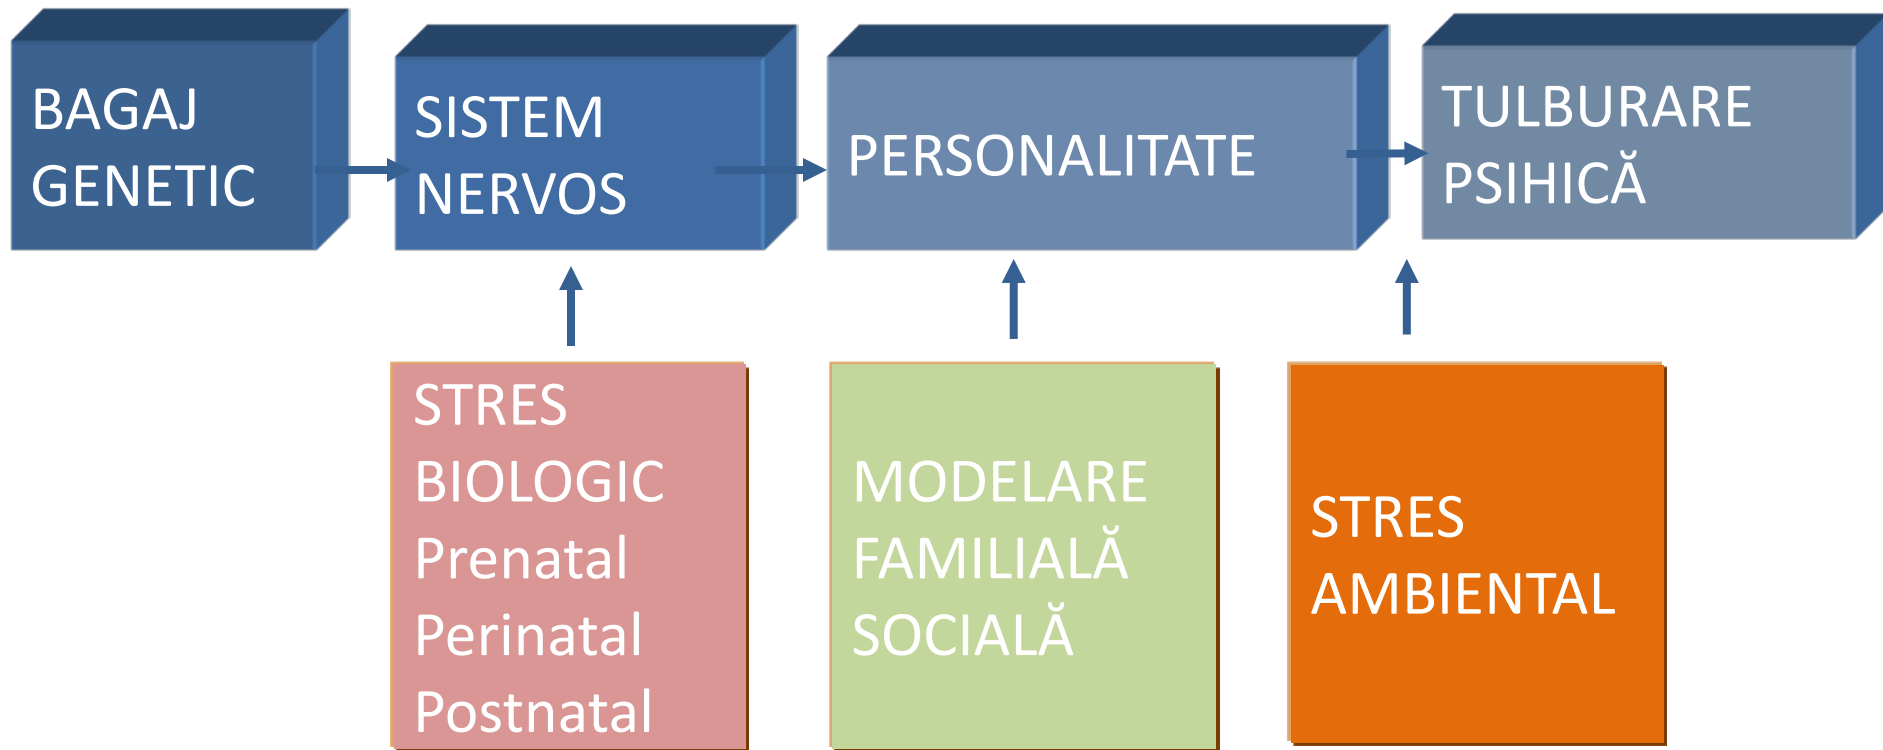 BAGAJ
GENETIC
SISTEM
NERVOS
PERSONALITATE
TULBURARE
PSIHICĂ
STRES
BIOLOGIC
Prenatal
Perinatal
Postnatal
MODELARE
FAMILIALĂ
SOCIALĂ
STRES
AMBIENTAL